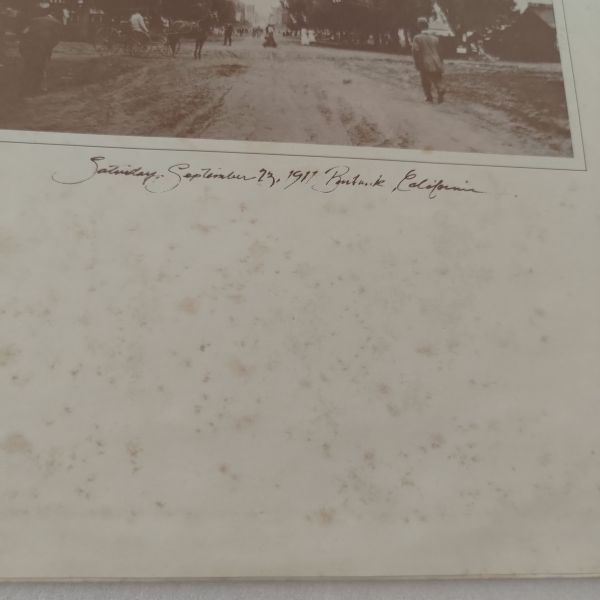 Saturday, September 23, 1911 Burbank, California